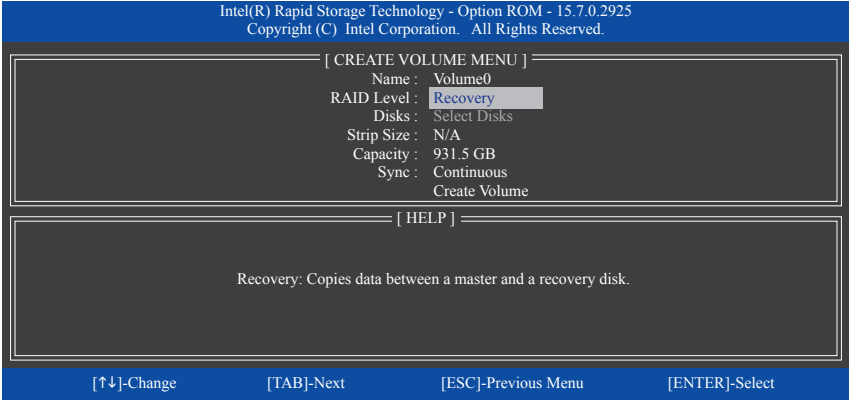 Intel(R) Rapid Storage Technology - Option ROM - 15.7.0.2925
Copyright (C) Intel Corporation. All Rights Reserved.
[ CREATE VOLUME MENU ]
Name : Volume0
RAID Level : Recovery
Disks : Select Disks
Strip Size : N/A
Capacity : 931.5 GB
Sync : Continuous
Create Volume
[ HELP ]
Recovery: Copies data between a master and a recovery disk.
[↑↓]-Change [TAB]-Next [ESC]-Previous Menu [ENTER]-Select